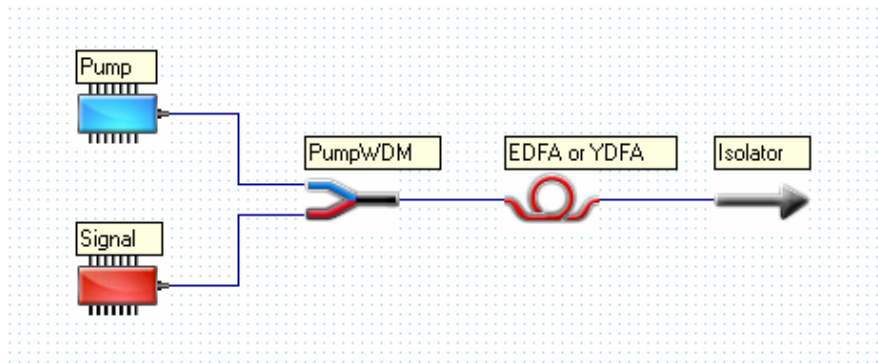 Pump
PumpWDM
EDFA or YDFA
Isolator
Signal